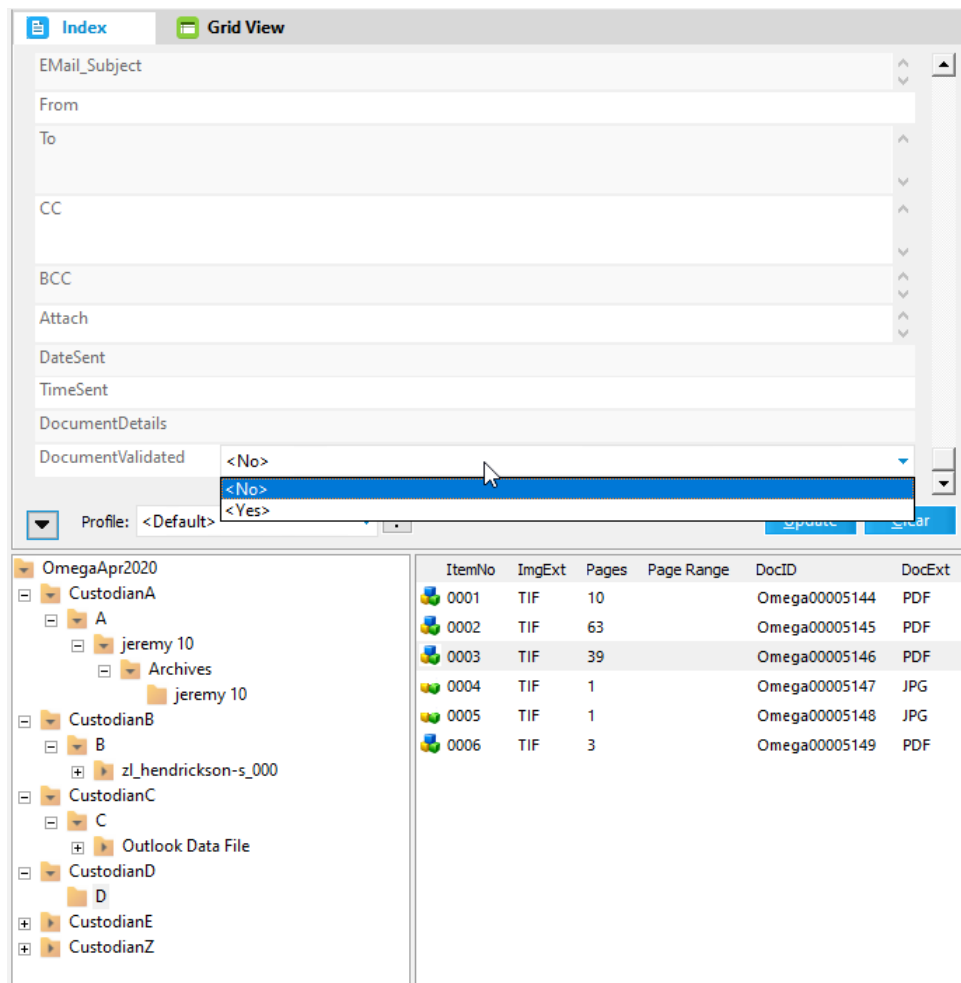 Index Grid View
EMail_Subject
From
To
CC
BCC
Attach
DateSent
TimeSent
DocumentDetails
DocumentValidated <No>
<No>
<Yes>
Profile: <Default> Update Clear
OmegaApr2020
CustodianA
A
jeremy 10
Archives
jeremy 10
CustodianB
B
zl_hendrickson-s_000
CustodianC
C
Outlook Data File
CustodianD
D
CustodianE
CustodianZ
ItemNo ImgExt Pages Page Range DocID DocExt
0001 TIF 10 Omega00005144 PDF
0002 TIF 63 Omega00005145 PDF
0003 TIF 39 Omega00005146 PDF
0004 TIF 1 Omega00005147 JPG
0005 TIF 1 Omega00005148 JPG
0006 TIF 3 Omega00005149 PDF